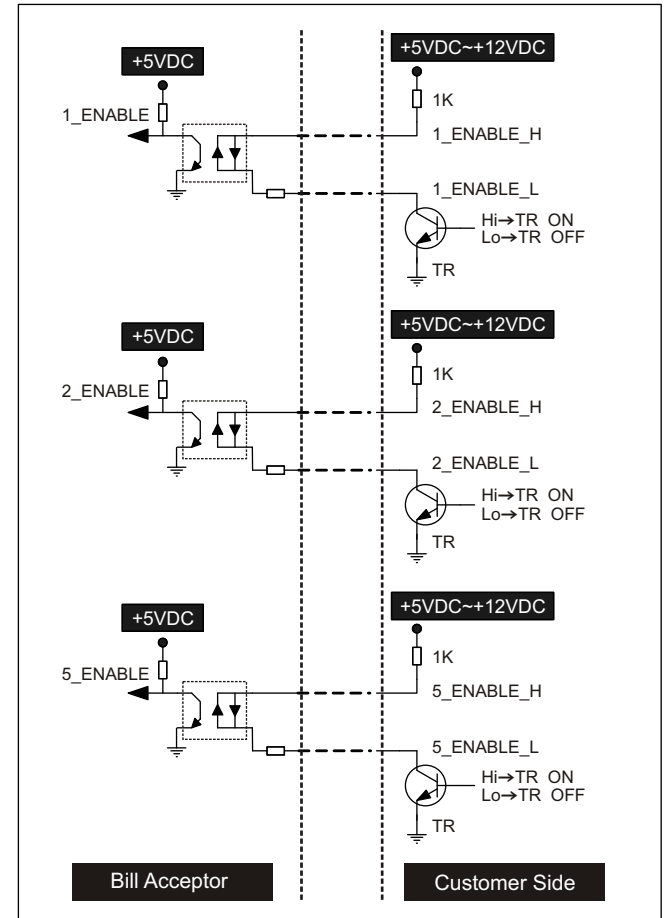 +5VDC
+5VDC~+12VDC
1K
1_ENABLE
1_ENABLE_H
1_ENABLE_L
Hi→TR ON
Lo→TR OFF
TR
+5VDC
+5VDC~+12VDC
1K
2_ENABLE
2_ENABLE_H
2_ENABLE_L
Hi→TR ON
Lo→TR OFF
TR
+5VDC
+5VDC~+12VDC
1K
5_ENABLE
5_ENABLE_H
5_ENABLE_L
Hi→TR ON
Lo→TR OFF
TR
Bill Acceptor
Customer Side